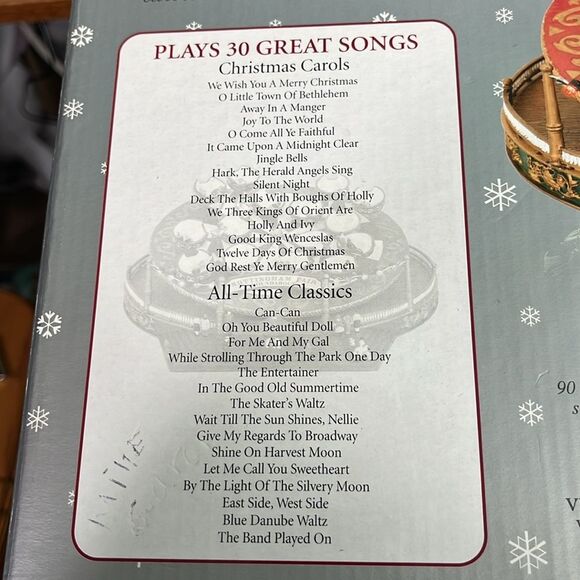 PLAYS 30 GREAT SONGS
Christmas Carols
We Wish You A Merry Christmas
O Little Town Of Bethlehem
Away In A Manger
Joy To The World
O Come All Ye Faithful
It Came Upon A Midnight Clear
Jingle Bells
Hark, The Herald Angels Sing
Silent Night
Deck The Halls With Boughs Of Holly
We Three Kings Of Orient Are
Holly And Ivy
Good King Wenceslas
Twelve Days Of Christmas
God Rest Ye Merry Gentlemen
All-Time Classics
Can-Can
Oh You Beautiful Doll
For Me And My Gal
While Strolling Through The Park One Day
The Entertainer
In The Good Old Summertime
The Skater's Waltz
Wait Till The Sun Shines, Nellie
Give My Regards To Broadway
Shine On Harvest Moon
Let Me Call You Sweetheart
By The Light Of The Silvery Moon
East Side, West Side
Blue Danube Waltz
The Band Played On
90